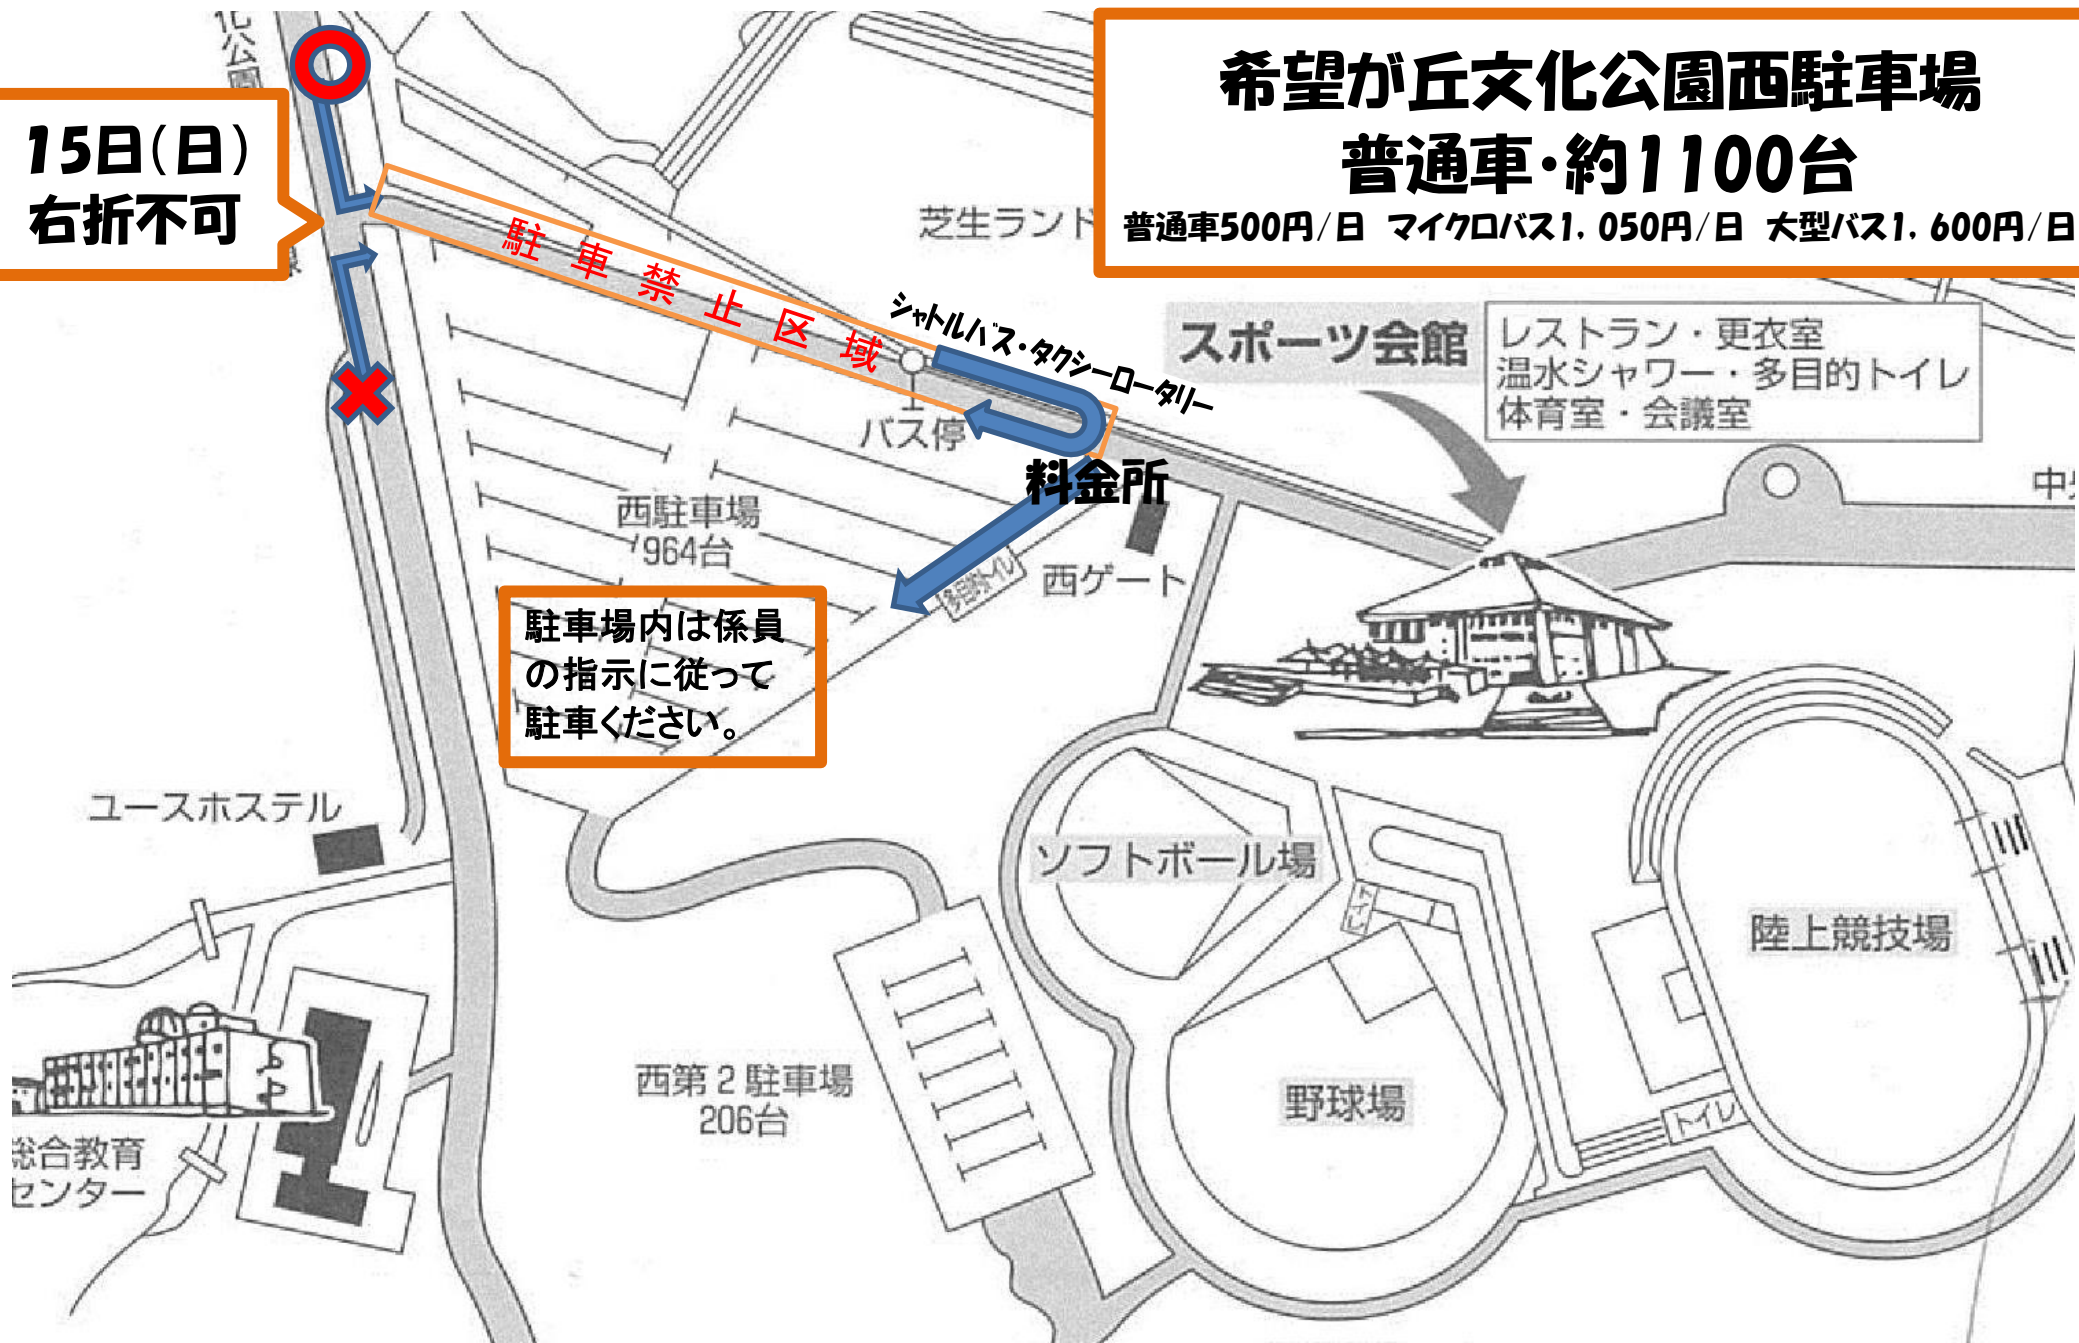 化公園
線
15日(日)
右折不可
希望が丘文化公園西駐車場
普通車・約1100台
普通車500円/日 マイクロバス1,050円/日 大型バス1,600円/日
芝生ランド
駐車禁止区域
シャトルバス・タクシーロータリー
バス停
料金所
スポーツ会館
レストラン・更衣室
温水シャワー・多目的トイレ
体育室・会議室
西駐車場
964台
多目的トイレ
西ゲート
駐車場内は係員
の指示に従って
駐車ください。
ユースホステル
ソフトボール場
トイレ
陸上競技場
西第2駐車場
206台
野球場
トイレ
総合教育
センター